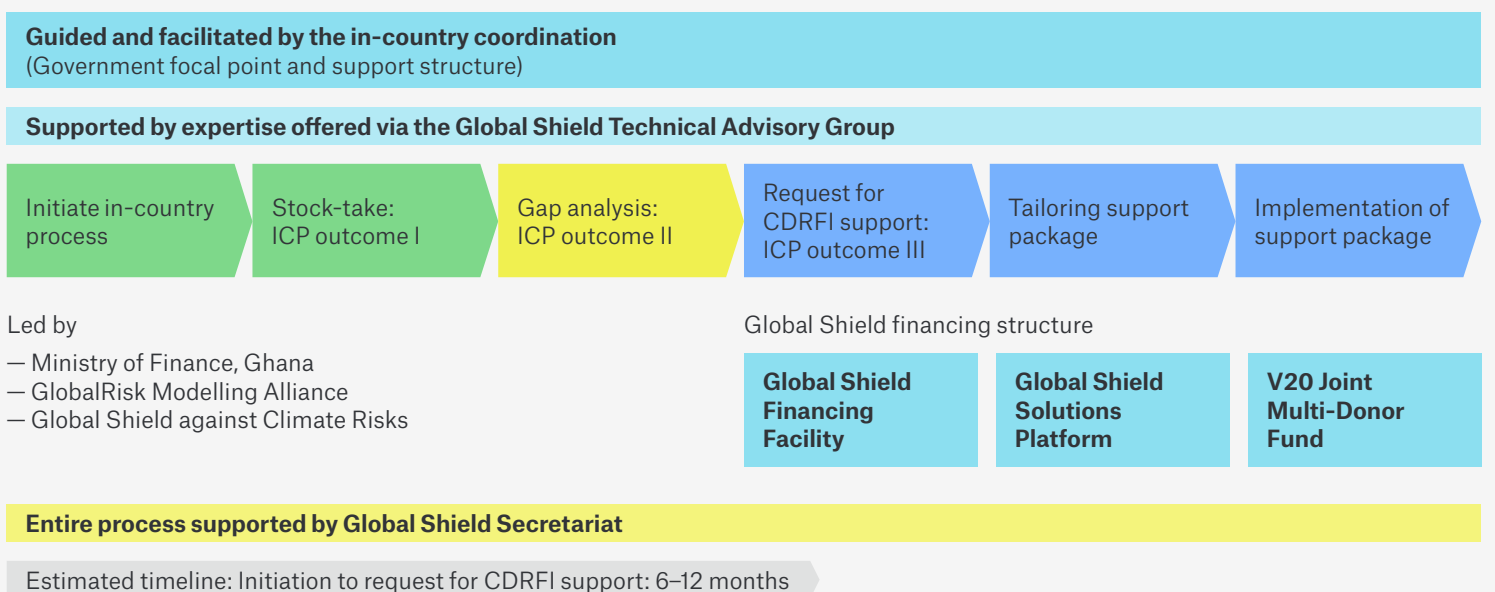 Guided and facilitated by the in-country coordination
(Government focal point and support structure)
Supported by expertise offered via the Global Shield Technical Advisory Group
Initiate in-country
process
Stock-take:
ICP outcome I
Gap analysis:
ICP outcome II
Request for
CDRFI support:
ICP outcome III
Tailoring support
package
Implementation of
support package
Led by
— Ministry of Finance, Ghana
— GlobalRisk Modelling Alliance
— Global Shield against Climate Risks
Global Shield financing structure
Global Shield
Financing
Facility
Global Shield
Solutions
Platform
V20 Joint
Multi-Donor
Fund
Entire process supported by Global Shield Secretariat
Estimated timeline: Initiation to request for CDRFI support: 6–12 months